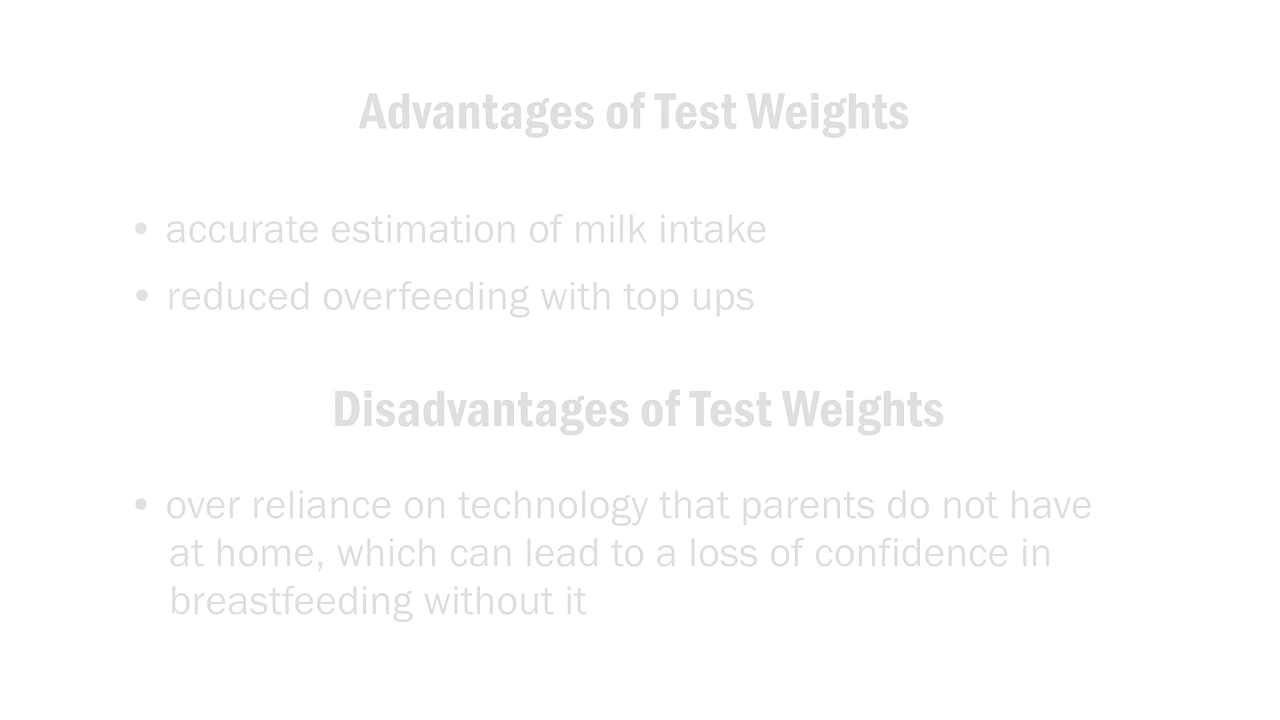 Advantages of Test Weights
• accurate estimation of milk intake
• reduced overfeeding with top ups
Disadvantages of Test Weights
• over reliance on technology that parents do not have
at home, which can lead to a loss of confidence in
breastfeeding without it